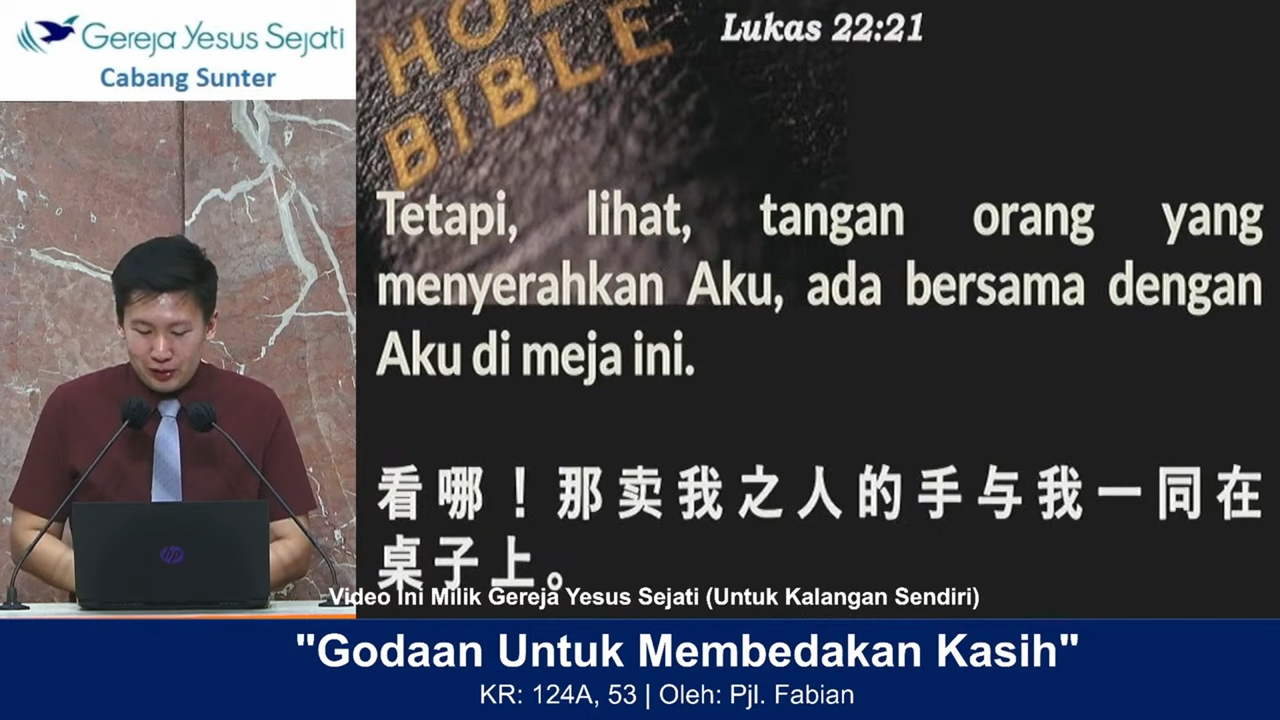 Gereja Yesus Sejati
Cabang Sunter
HOLY
BIBLE
Lukas 22:21
Tetapi, lihat, tangan orang yang
menyerahkan Aku, ada bersama dengan
Aku di meja ini.
看哪！那卖我之人的手与我一同在
桌子上。
hp
Video Ini Milik Gereja Yesus Sejati (Untuk Kalangan Sendiri)
"Godaan Untuk Membedakan Kasih"
KR: 124A, 53 | Oleh: Pjl. Fabian